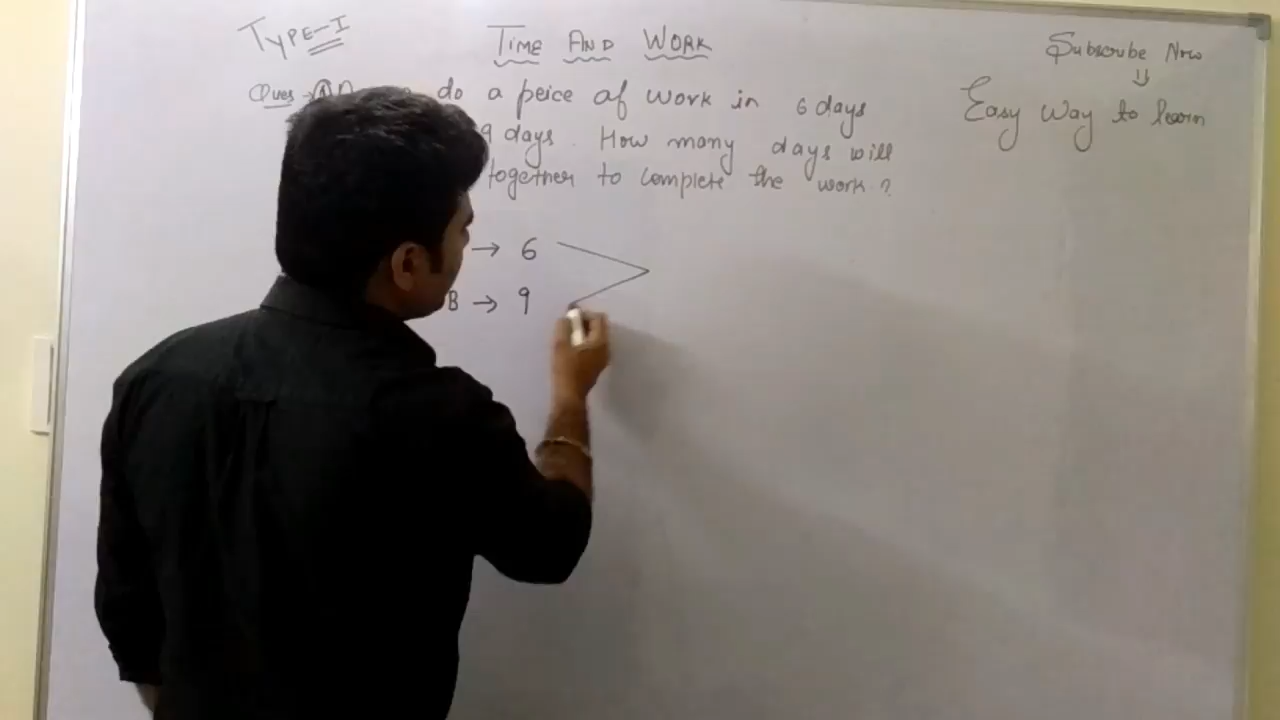 TYPE-I
TIME AND WORK
Subscribe Now
Easy Way to learn
Ques → do a peice of work in 6 days
9 days. How many days will
together to complete the work?
→ 6
B → 9